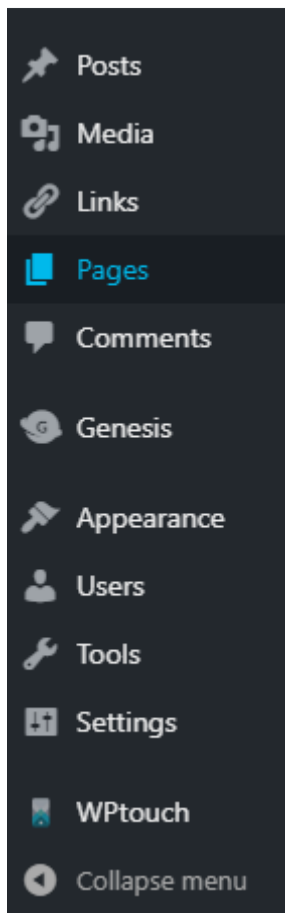 Posts
Media
Links
Pages
Comments
G Genesis
Appearance
Users
Tools
Settings
WPtouch
Collapse menu